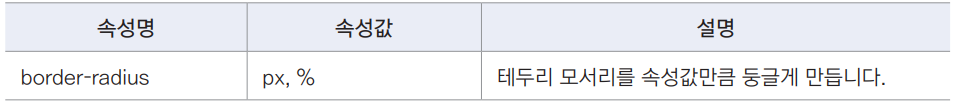 속성명 속성값 설명
border-radius px, % 테두리 모서리를 속성값만큼 둥글게 만듭니다.